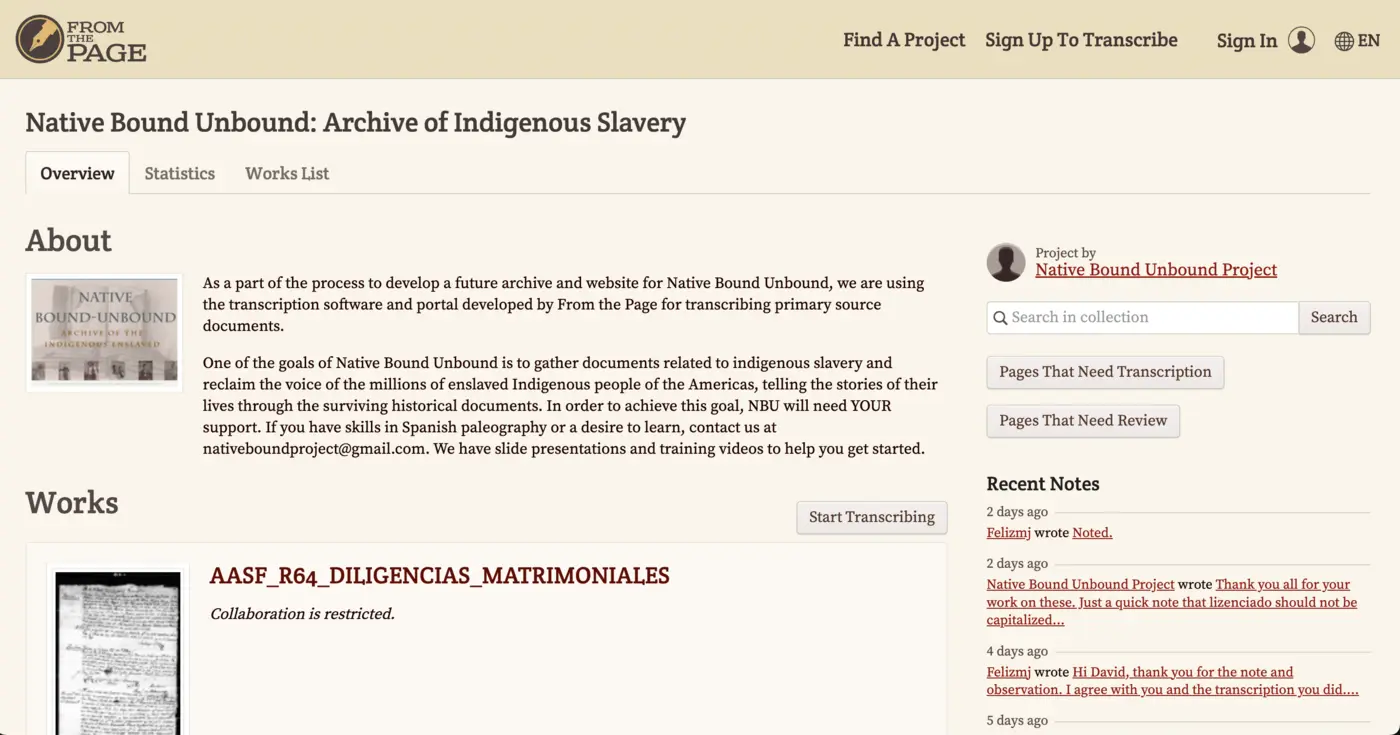 FROM
THE
PAGE
Find A Project
Sign Up To Transcribe
Sign In
EN
Native Bound Unbound: Archive of Indigenous Slavery
Overview
Statistics
Works List
About
NATIVE
BOUND-UNBOUND
ARCHIVE OF THE
INDIGENOUS ENSLAVED
As a part of the process to develop a future archive and website for Native Bound Unbound, we are using
the transcription software and portal developed by From the Page for transcribing primary source
documents.
One of the goals of Native Bound Unbound is to gather documents related to indigenous slavery and
reclaim the voice of the millions of enslaved Indigenous people of the Americas, telling the stories of their
lives through the surviving historical documents. In order to achieve this goal, NBU will need YOUR
support. If you have skills in Spanish paleography or a desire to learn, contact us at
nativeboundproject@gmail.com. We have slide presentations and training videos to help you get started.
Works
Start Transcribing
AASF_R64_DILIGENCIAS_MATRIMONIALES
Collaboration is restricted.
Project by
Native Bound Unbound Project
Search in collection
Search
Pages That Need Transcription
Pages That Need Review
Recent Notes
2 days ago
Felizmj wrote Noted.
2 days ago
Native Bound Unbound Project wrote Thank you all for your
work on these. Just a quick note that lizenciado should not be
capitalized...
4 days ago
Felizmj wrote Hi David, thank you for the note and
observation. I agree with you and the transcription you did....
5 days ago